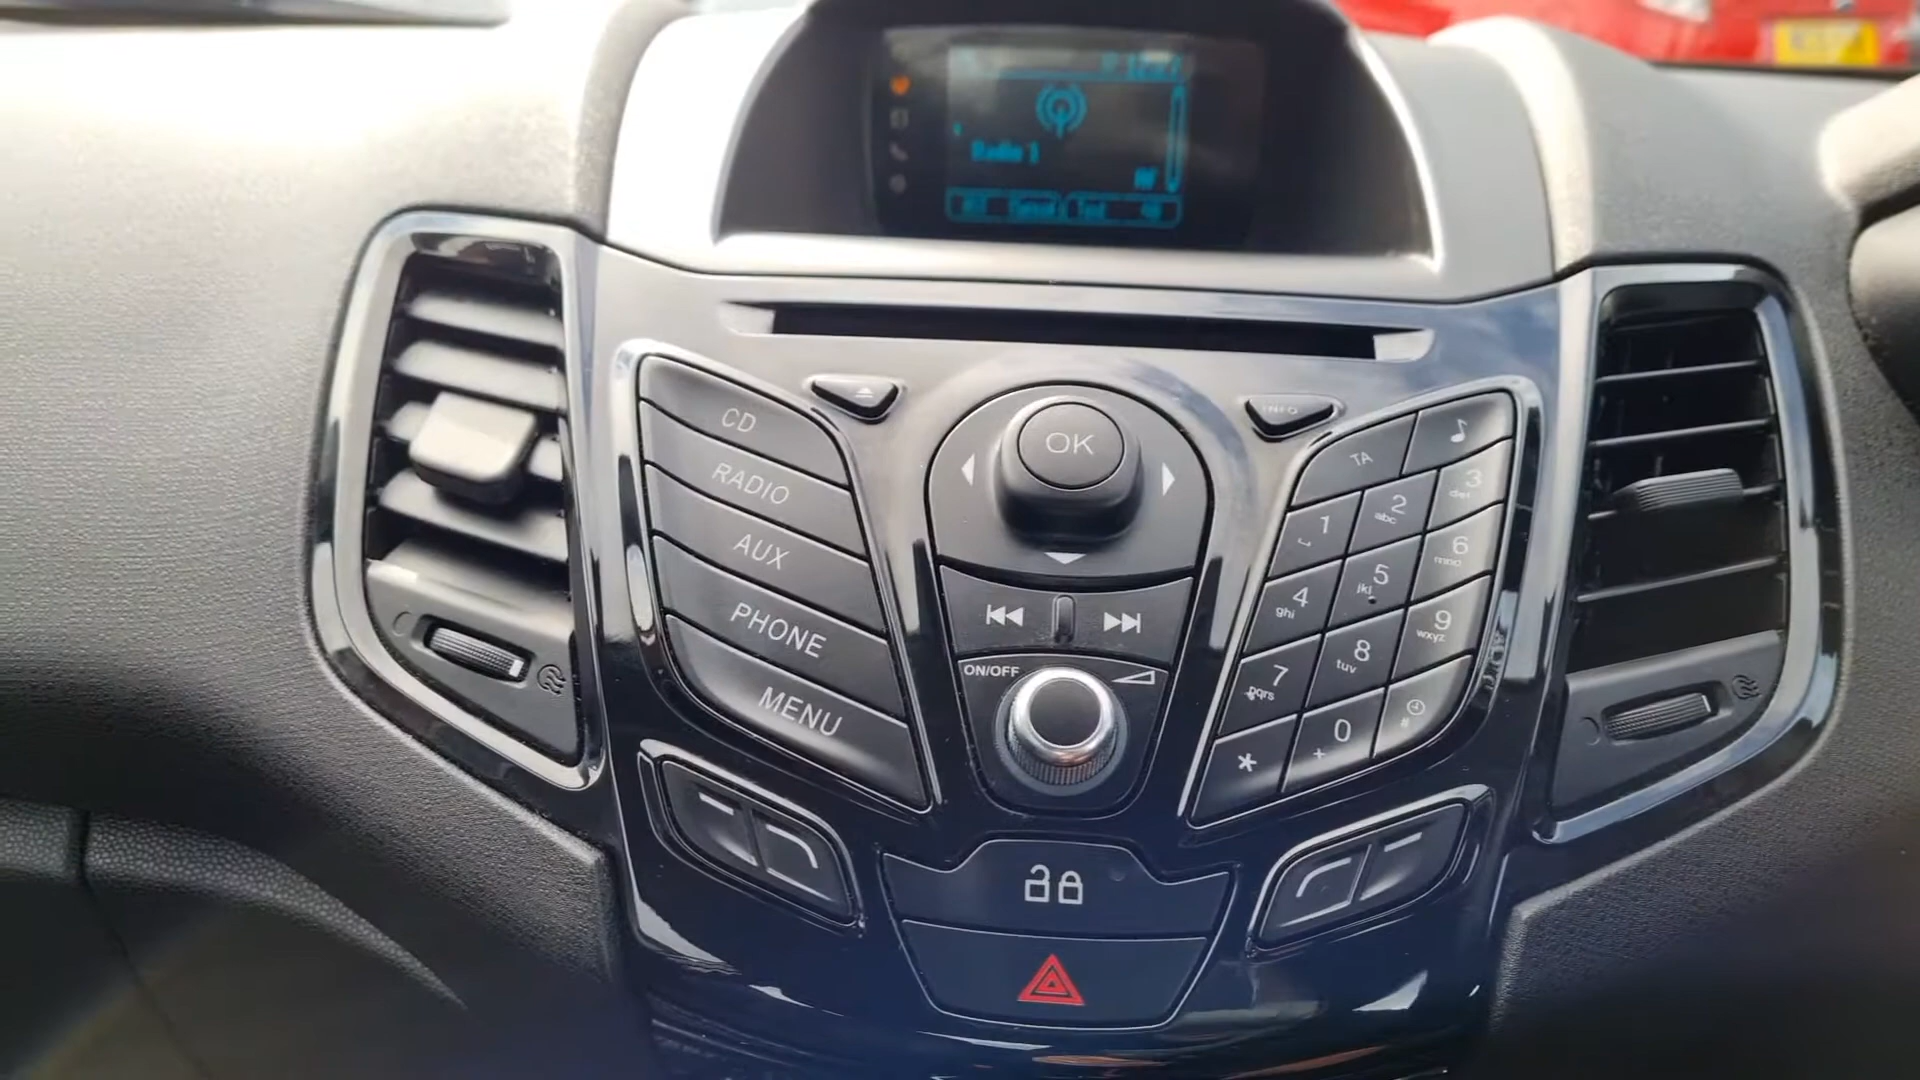 Radio 1
CD
RADIO
AUX
PHONE
MENU
OK
ON/OFF
INFO
TA
1
2 abc
3 def
4 ghi
5 jkl
6 mno
7 pqrs
8 tuv
9 wxyz
*
0 +
#